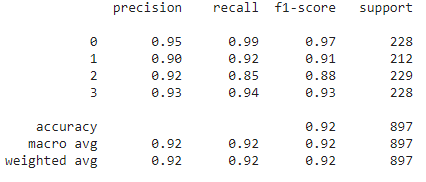 precision recall f1-score support
0 0.95 0.99 0.97 228
1 0.90 0.92 0.91 212
2 0.92 0.85 0.88 229
3 0.93 0.94 0.93 228
accuracy 0.92 897
macro avg 0.92 0.92 0.92 897
weighted avg 0.92 0.92 0.92 897